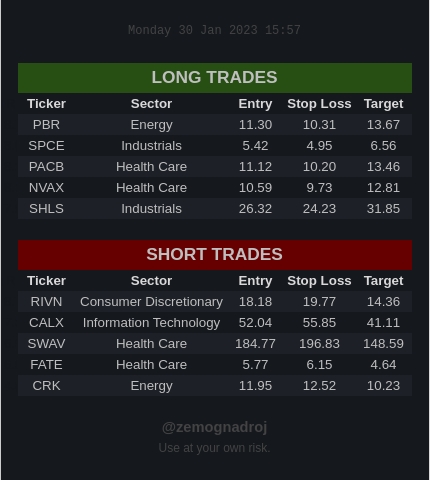 Monday 30 Jan 2023 15:57
LONG TRADES
Ticker Sector Entry Stop Loss Target
PBR Energy 11.30 10.31 13.67
SPCE Industrials 5.42 4.95 6.56
PACB Health Care 11.12 10.20 13.46
NVAX Health Care 10.59 9.73 12.81
SHLS Industrials 26.32 24.23 31.85
SHORT TRADES
Ticker Sector Entry Stop Loss Target
RIVN Consumer Discretionary 18.18 19.77 14.36
CALX Information Technology 52.04 55.85 41.11
SWAV Health Care 184.77 196.83 148.59
FATE Health Care 5.77 6.15 4.64
CRK Energy 11.95 12.52 10.23
@zemognadroj
Use at your own risk.